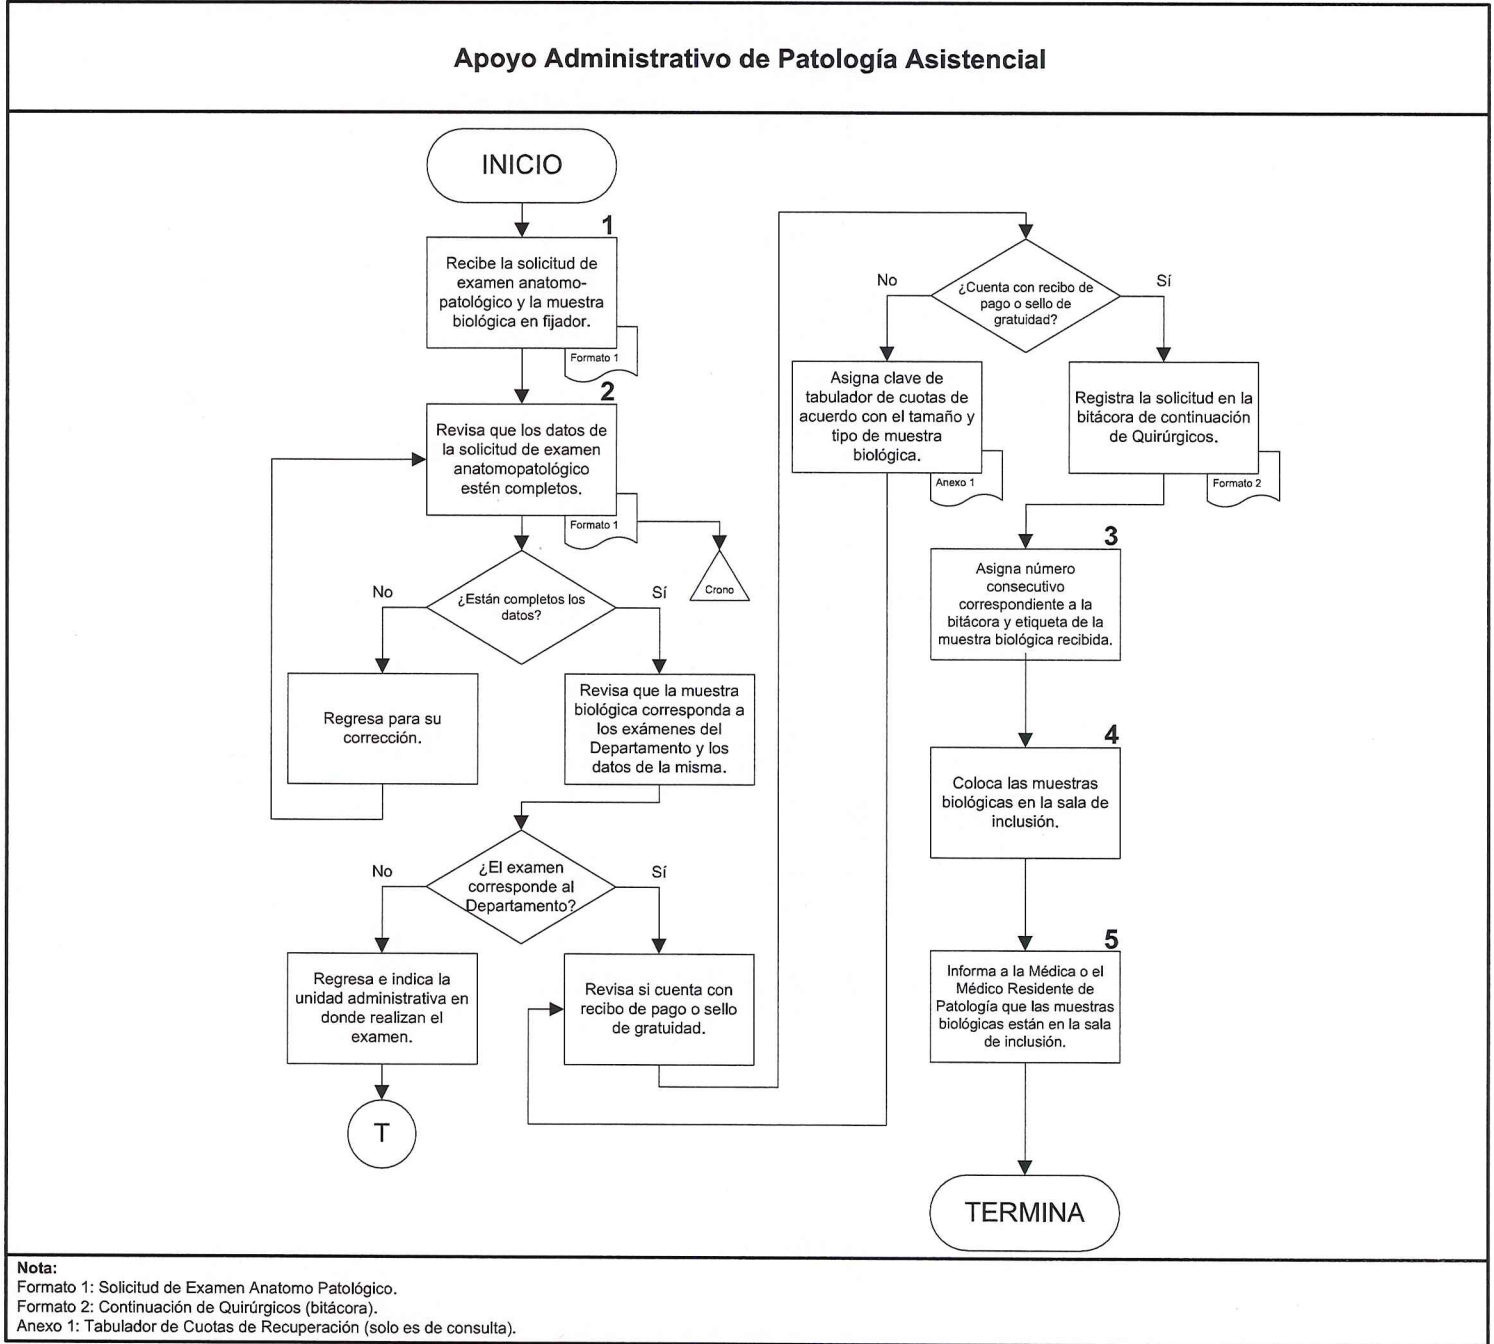 Apoyo Administrativo de Patología Asistencial
INICIO
1
Recibe la solicitud de
examen anatomo-
patológico y la muestra
biológica en fijador.
Formato 1
2
Revisa que los datos de
la solicitud de examen
anatomopatológico
estén completos.
Formato 1
Crono
¿Están completos los
datos?
No
Sí
Regresa para su
corrección.
Revisa que la muestra
biológica corresponda a
los exámenes del
Departamento y los
datos de la misma.
¿El examen
corresponde al
Departamento?
No
Sí
Regresa e indica la
unidad administrativa en
donde realizan el
examen.
T
Revisa si cuenta con
recibo de pago o sello
de gratuidad.
¿Cuenta con recibo de
pago o sello de
gratuidad?
No
Sí
Asigna clave de
tabulador de cuotas de
acuerdo con el tamaño y
tipo de muestra
biológica.
Anexo 1
Registra la solicitud en la
bitácora de continuación
de Quirúrgicos.
Formato 2
3
Asigna número
consecutivo
correspondiente a la
bitácora y etiqueta de la
muestra biológica recibida.
4
Coloca las muestras
biológicas en la sala de
inclusión.
5
Informa a la Médica o el
Médico Residente de
Patología que las muestras
biológicas están en la sala
de inclusión.
TERMINA
Nota:
Formato 1: Solicitud de Examen Anatomo Patológico.
Formato 2: Continuación de Quirúrgicos (bitácora).
Anexo 1: Tabulador de Cuotas de Recuperación (solo es de consulta).